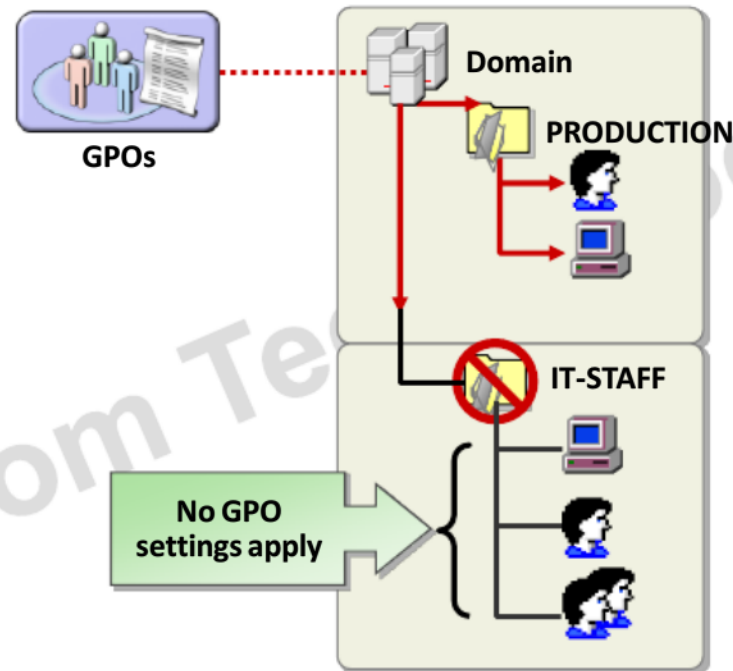 Domain
PRODUCTION
GPOs
IT-STAFF
No GPO
settings apply